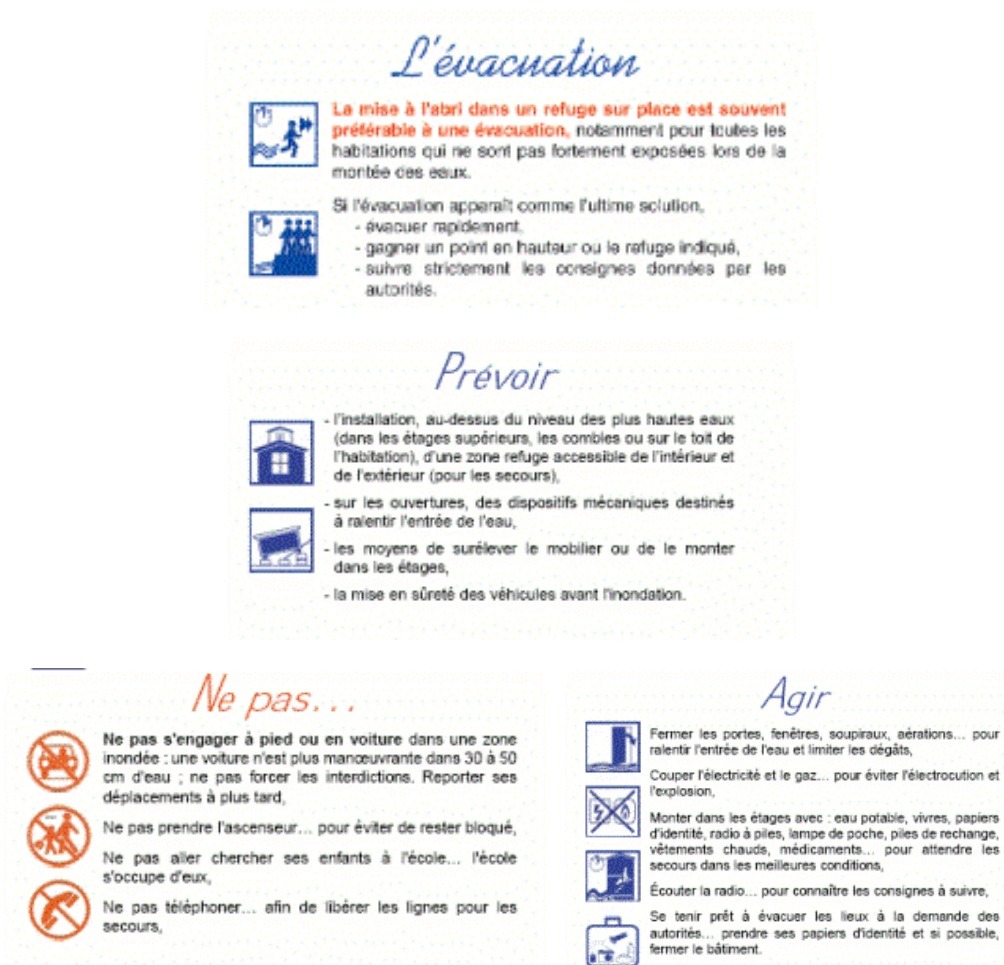 L'évacuation
La mise à l'abri dans un refuge sur place est souvent
préférable à une évacuation, notamment pour toutes les
habitations qui ne sont pas fortement exposées lors de la
montée des eaux.
Si l'évacuation apparaît comme l'ultime solution,
- évacuer rapidement,
- gagner un point en hauteur ou le refuge indiqué,
- suivre strictement les consignes données par les
autorités.
Prévoir
- l'installation, au-dessus du niveau des plus hautes eaux
(dans les étages supérieurs, les combles ou sur le toit de
l'habitation), d'une zone refuge accessible de l'intérieur et
de l'extérieur (pour les secours),
- sur les ouvertures, des dispositifs mécaniques destinés
à ralentir l'entrée de l'eau,
- les moyens de surélever le mobilier ou de le monter
dans les étages,
- la mise en sûreté des véhicules avant l'inondation.
Ne pas...
Ne pas s'engager à pied ou en voiture dans une zone
inondée : une voiture n'est plus manœuvrante dans 30 à 50
cm d'eau ; ne pas forcer les interdictions. Reporter ses
déplacements à plus tard,
Ne pas prendre l'ascenseur... pour éviter de rester bloqué,
Ne pas aller chercher ses enfants à l'école... l'école
s'occupe d'eux,
Ne pas téléphoner... afin de libérer les lignes pour les
secours,
Agir
Fermer les portes, fenêtres, soupiraux, aérations... pour
ralentir l'entrée de l'eau et limiter les dégâts,
Couper l'électricité et le gaz... pour éviter l'électrocution et
l'explosion,
Monter dans les étages avec : eau potable, vivres, papiers
d'identité, radio à piles, lampe de poche, piles de rechange,
vêtements chauds, médicaments... pour attendre les
secours dans les meilleures conditions,
Écouter la radio... pour connaître les consignes à suivre,
Se tenir prêt à évacuer les lieux à la demande des
autorités... prendre ses papiers d'identité et si possible,
fermer le bâtiment.